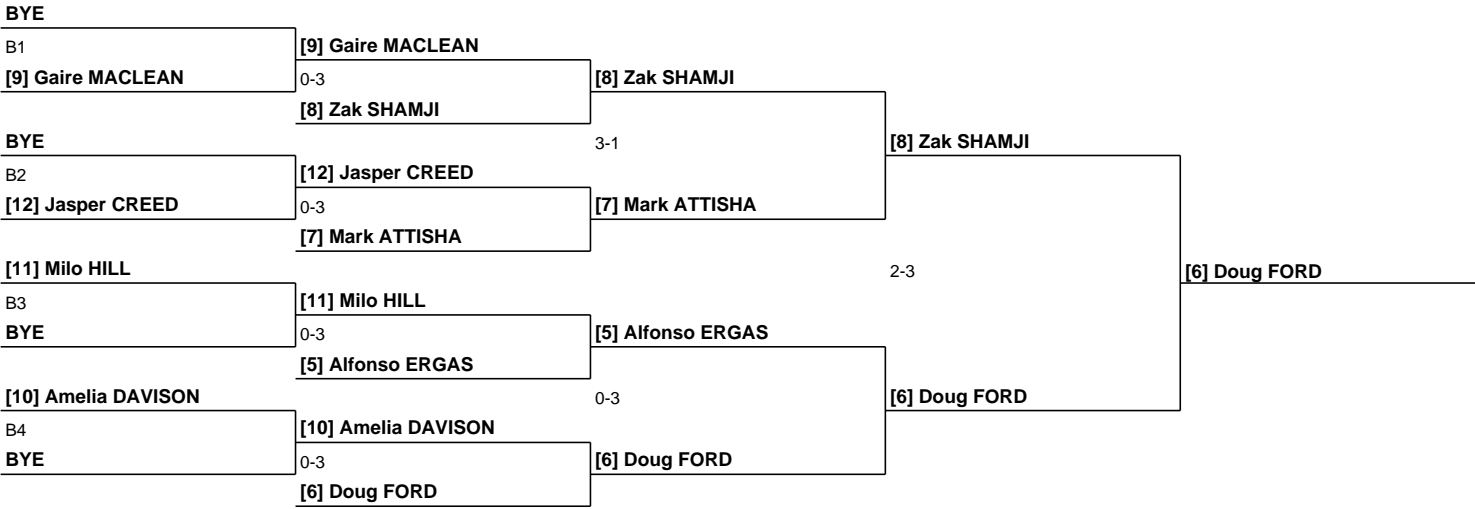 BYE
B1
[9] Gaire MACLEAN
BYE
B2
[12] Jasper CREED
[11] Milo HILL
B3
BYE
[10] Amelia DAVISON
B4
BYE
[9] Gaire MACLEAN
0-3
[8] Zak SHAMJI
[12] Jasper CREED
0-3
[7] Mark ATTISHA
[11] Milo HILL
0-3
[5] Alfonso ERGAS
[10] Amelia DAVISON
0-3
[6] Doug FORD
[8] Zak SHAMJI
3-1
[7] Mark ATTISHA
[5] Alfonso ERGAS
0-3
[6] Doug FORD
[8] Zak SHAMJI
2-3
[6] Doug FORD
[6] Doug FORD